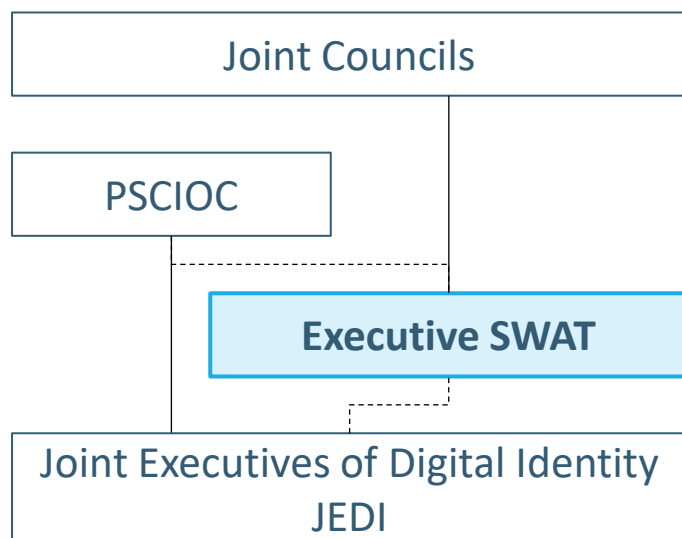 Joint Councils
PSCIOC
Executive SWAT
Joint Executives of Digital Identity
JEDI